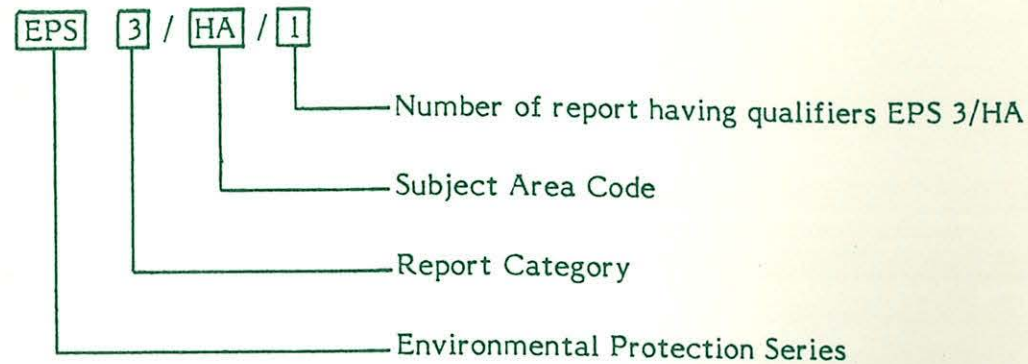 EPS 3 / HA / 1
Number of report having qualifiers EPS 3/HA
Subject Area Code
Report Category
Environmental Protection Series